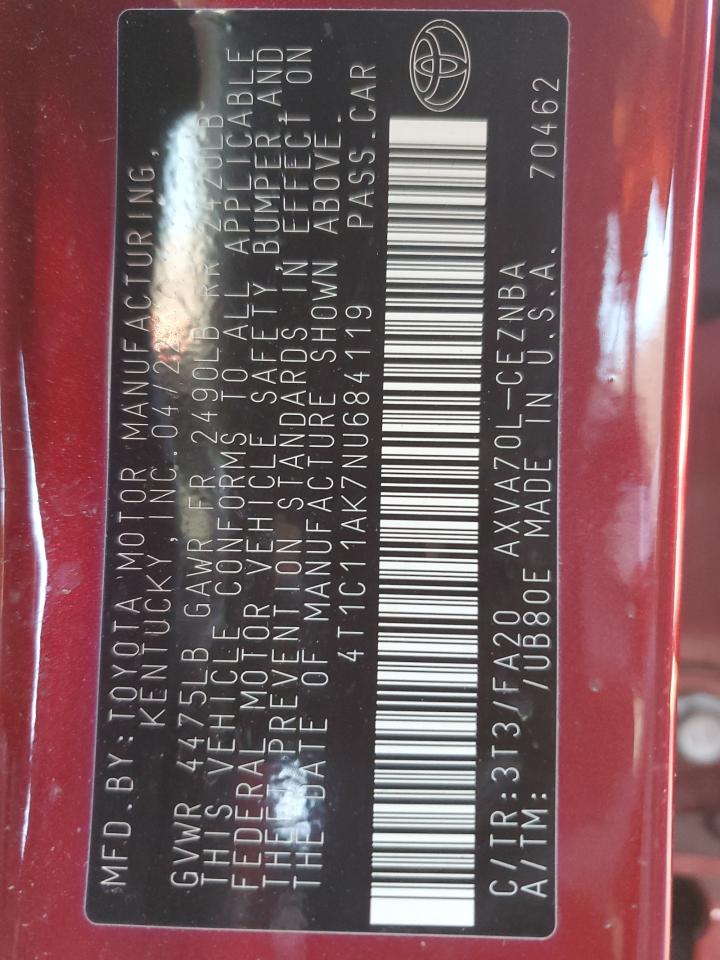 MFD.BY:TOYOTA MOTOR MANUFACTURING,
KENTUCKY, INC. 04/22
GVWR 4475LB GAWR FR 2490LB RR 2420LB
THIS VEHICLE CONFORMS TO ALL APPLICABLE
FEDERAL MOTOR VEHICLE SAFETY, BUMPER, AND
THEFT PREVENTION STANDARDS IN EFFECT ON
THE DATE OF MANUFACTURE SHOWN ABOVE.
4T1C11AK7NU684119 PASS.CAR
C/TR:3T3/FA20 AXVA70L-CEZNBA
A/TM: /UB80E MADE IN U.S.A. 70462